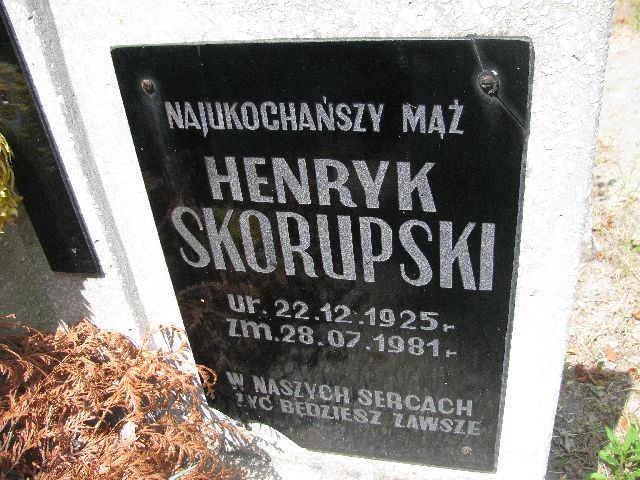 NAJUKOCHAŃSZY MĄŻ
HENRYK
SKORUPSKI
ur. 22.12.1925 r.
zm. 28.07.1981 r.
W NASZYCH SERCACH
ŻYĆ BĘDZIESZ ZAWSZE